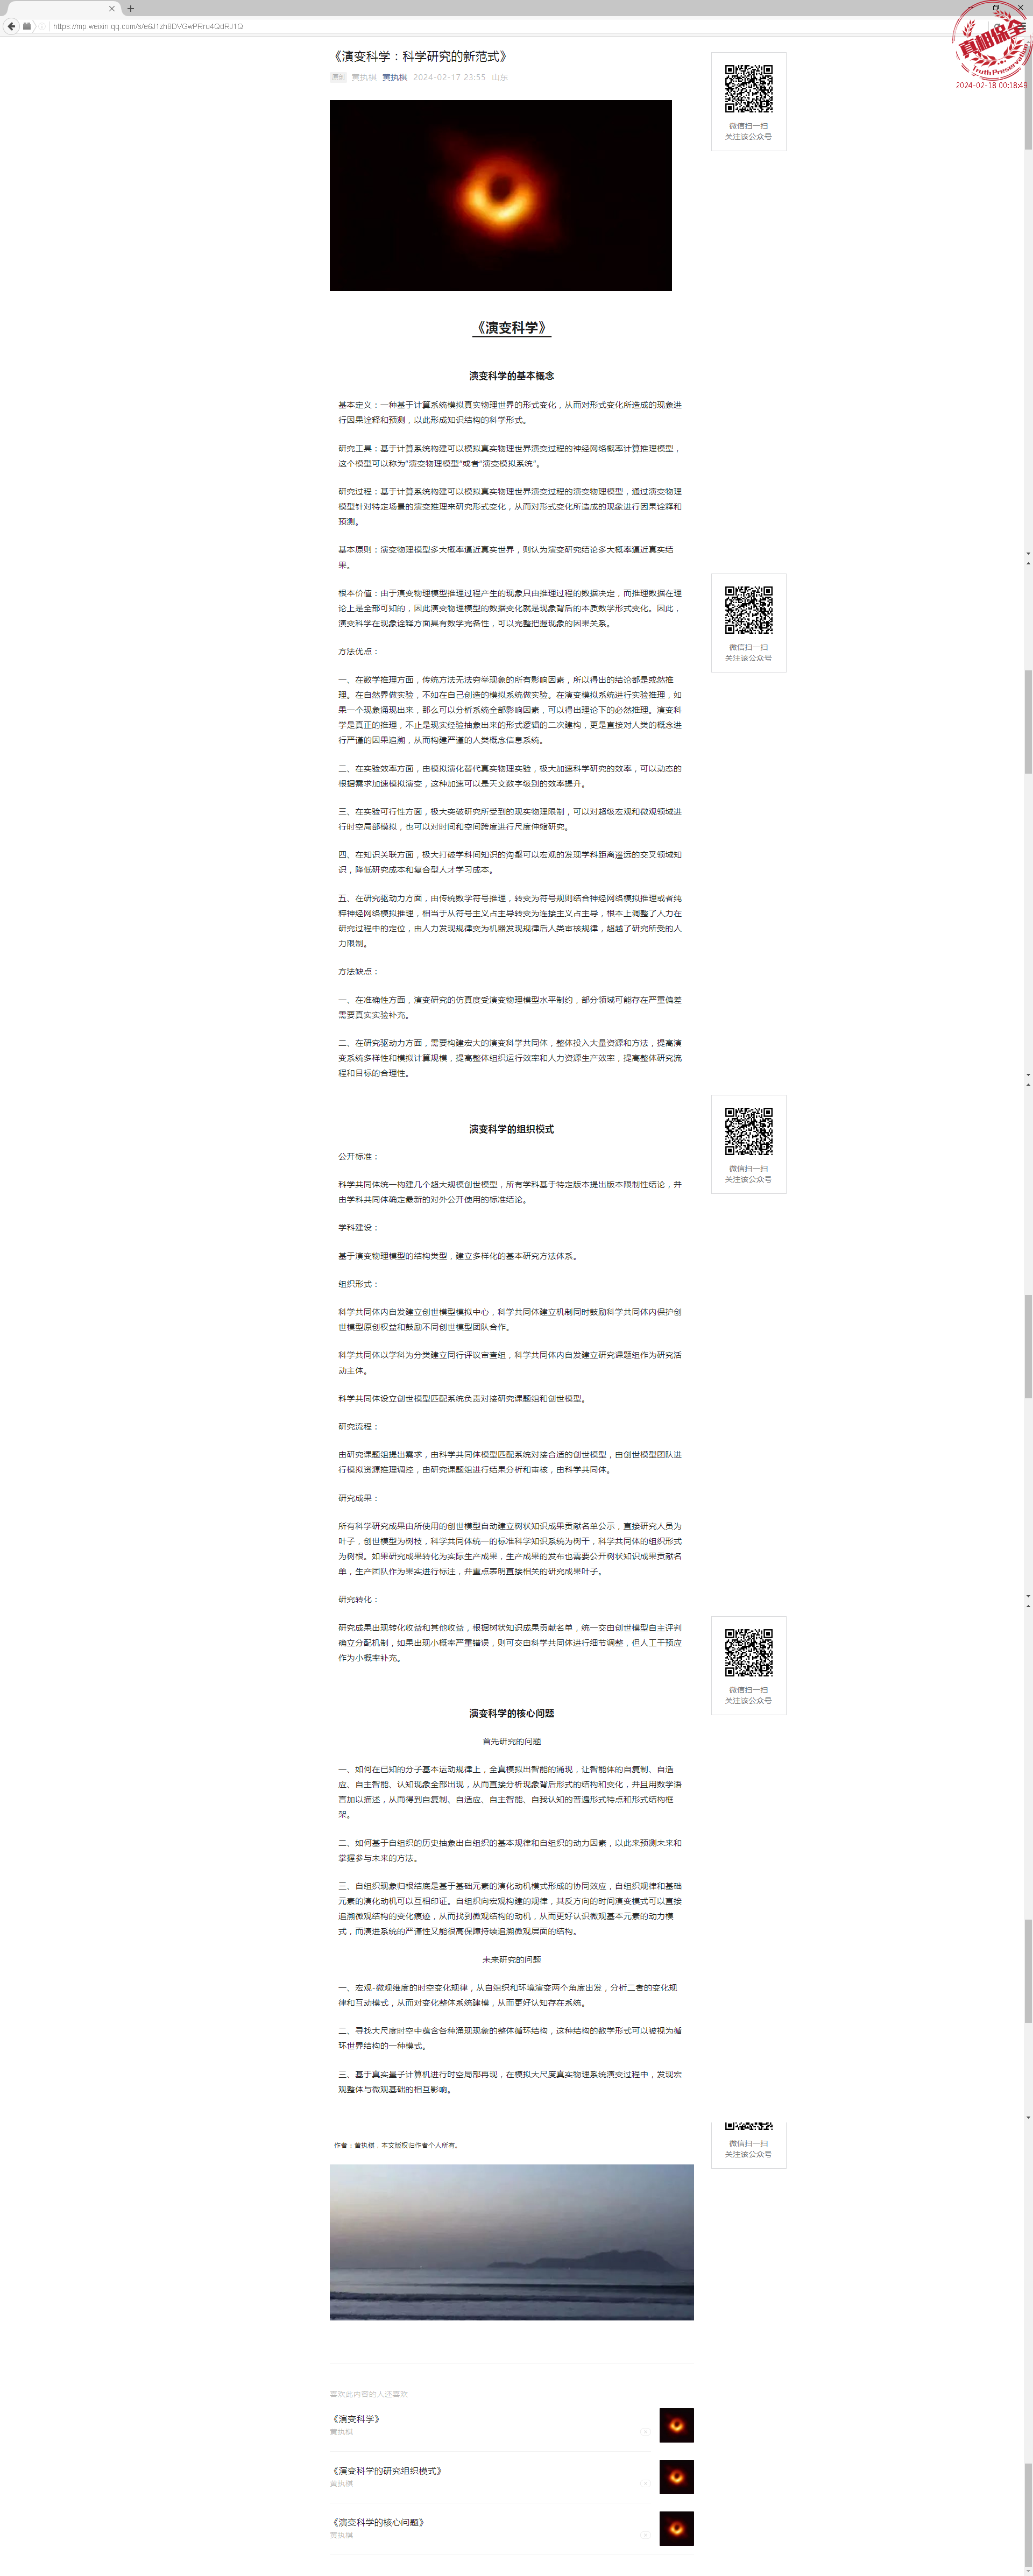 https://mp.weixin.qq.com/s/e6J1zh8DVGwPRru4QdRJ1Q
真相保全
TruthPreservation
2024-02-18 00:18:49
《演变科学：科学研究的新范式》
原创 黄执棋 黄执棋 2024-02-17 23:55 山东
微信扫一扫
关注该公众号
《演变科学》
演变科学的基本概念
基本定义：一种基于计算系统模拟真实物理世界的形式变化，从而对形式变化所造成的现象进
行因果诠释和预测，以此形成知识结构的科学形式。
研究工具：基于计算系统构建可以模拟真实物理世界演变过程的神经网络概率计算推理模型，
这个模型可以称为“演变物理模型”或者“演变模拟系统”。
研究过程：基于计算系统构建可以模拟真实物理世界演变过程的演变物理模型，通过演变物理
模型针对特定场景的演变推理来研究形式变化，从而对形式变化所造成的现象进行因果诠释和
预测。
基本原则：演变物理模型多大概率逼近真实世界，则认为演变研究结论多大概率逼近真实结
果。
微信扫一扫
关注该公众号
根本价值：由于演变物理模型推理过程产生的现象只由推理过程的数据决定，而推理数据在理
论上是全部可知的，因此演变物理模型的数据变化就是现象背后的本质数学形式变化。因此，
演变科学在现象诠释方面具有数学完备性，可以完整把握现象的因果关系。
方法优点：
一、在数学推理方面，传统方法无法穷举现象的所有影响因素，所以得出的结论都是或然推
理。在自然界做实验，不如在自己创造的模拟系统做实验。在演变模拟系统进行实验推理，如
果一个现象涌现出来，那么可以分析系统全部影响因素，可以得出理论下的必然推理。演变科
学是真正的推理，不止是现实经验抽象出来的形式逻辑的二次建构，更是直接对人类的概念进
行严谨的因果追溯，从而构建严谨的人类概念信息系统。
二、在实验效率方面，由模拟演化替代真实物理实验，极大加速科学研究的效率，可以动态的
根据需求加速模拟演变，这种加速可以是天文数字级别的效率提升。
三、在实验可行性方面，极大突破研究所受到的现实物理限制，可以对超级宏观和微观领域进
行时空局部模拟，也可以对时间和空间跨度进行尺度伸缩研究。
四、在知识关联方面，极大打破学科间知识的沟壑可以宏观的发现学科距离遥远的交叉领域知
识，降低研究成本和复合型人才学习成本。
五、在研究驱动力方面，由传统数学符号推理，转变为符号规则结合神经网络模拟推理或者纯
粹神经网络模拟推理，相当于从符号主义占主导转变为连接主义占主导，根本上调整了人力在
研究过程中的定位，由人力发现规律变为机器发现规律后人类审核规律，超越了研究所受的人
力限制。
方法缺点：
一、在准确性方面，演变研究的仿真度受演变物理模型水平制约，部分领域可能存在严重偏差
需要真实实验补充。
二、在研究驱动力方面，需要构建宏大的演变科学共同体，整体投入大量资源和方法，提高演
变系统多样性和模拟计算规模，提高整体组织运行效率和人力资源生产效率，提高整体研究流
程和目标的合理性。
微信扫一扫
关注该公众号
演变科学的组织模式
公开标准：
科学共同体统一构建几个超大规模创世模型，所有学科基于特定版本提出版本限制性结论，并
由学科共同体确定最新的对外公开使用的标准结论。
学科建设：
基于演变物理模型的结构类型，建立多样化的基本研究方法体系。
组织形式：
科学共同体内自发建立创世模型模拟中心，科学共同体建立机制同时鼓励科学共同体内保护创
世模型原创权益和鼓励不同创世模型团队合作。
科学共同体以学科为分类建立同行评议审查组，科学共同体内自发建立研究课题组作为研究活
动主体。
科学共同体设立创世模型匹配系统负责对接研究课题组和创世模型。
研究流程：
由研究课题组提出需求，由科学共同体模型匹配系统对接合适的创世模型，由创世模型团队进
行模拟资源推理调控，由研究课题组进行结果分析和审核，由科学共同体。
研究成果：
所有科学研究成果由所使用的创世模型自动建立树状知识成果贡献名单公示，直接研究人员为
叶子，创世模型为树枝，科学共同体统一的标准科学知识系统为树干，科学共同体的组织形式
为树根。如果研究成果转化为实际生产成果，生产成果的发布也需要公开树状知识成果贡献名
单，生产团队作为果实进行标注，并重点表明直接相关的研究成果叶子。
研究转化：
研究成果出现转化收益和其他收益，根据树状知识成果贡献名单，统一交由创世模型自主评判
确立分配机制，如果出现小概率严重错误，则可交由科学共同体进行细节调整，但人工干预应
作为小概率补充。
微信扫一扫
关注该公众号
演变科学的核心问题
首先研究的问题
一、如何在已知的分子基本运动规律上，全真模拟出智能的涌现，让智能体的自复制、自适
应、自主智能、认知现象全部出现，从而直接分析现象背后形式的结构和变化，并且用数学语
言加以描述，从而得到自复制、自适应、自主智能、自我认知的普遍形式特点和形式结构框
架。
二、如何基于自组织的历史抽象出自组织的基本规律和自组织的动力因素，以此来预测未来和
掌握参与未来的方法。
三、自组织现象归根结底是基于基础元素的演化动机模式形成的协同效应，自组织规律和基础
元素的演化动机可以互相印证。自组织向宏观构建的规律，其反方向的时间演变模式可以直接
追溯微观结构的变化痕迹，从而找到微观结构的动机，从而更好认识微观基本元素的动力模
式，而演进系统的严谨性又能很高保障持续追溯微观层面的结构。
未来研究的问题
一、宏观-微观维度的时空变化规律，从自组织和环境演变两个角度出发，分析二者的变化规
律和互动模式，从而对变化整体系统建模，从而更好认知存在系统。
二、寻找大尺度时空中蕴含各种涌现现象的整体循环结构，这种结构的数学形式可以被视为循
环世界结构的一种模式。
三、基于真实量子计算机进行时空局部再现，在模拟大尺度真实物理系统演变过程中，发现宏
观整体与微观基础的相互影响。
微信扫一扫
关注该公众号
作者：黄执棋，本文版权归作者个人所有。
喜欢此内容的人还喜欢
《演变科学》
黄执棋
《演变科学的研究组织模式》
黄执棋
《演变科学的核心问题》
黄执棋